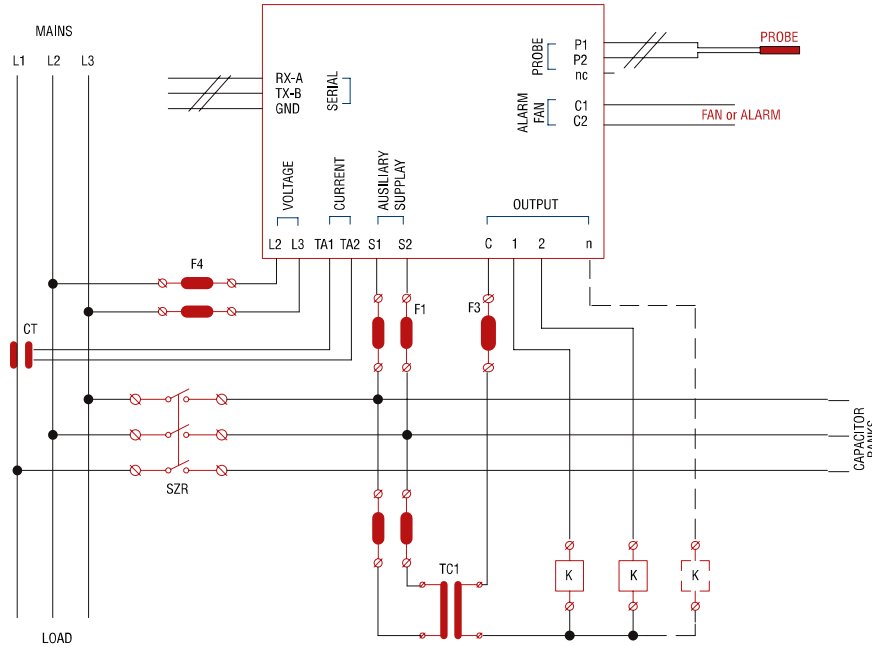 MAINS
L1 L2 L3
RX-A
TX-B
GND
SERIAL
PROBE
P1
P2
nc
PROBE
ALARM
FAN
C1
C2
FAN or ALARM
VOLTAGE
CURRENT
AUSILIARY
SUPPLAY
OUTPUT
L2 L3 TA1 TA2 S1 S2 C 1 2 n
F4
F1
F3
CT
SZR
CAPACITOR
BANKS
TC1
K K K
LOAD